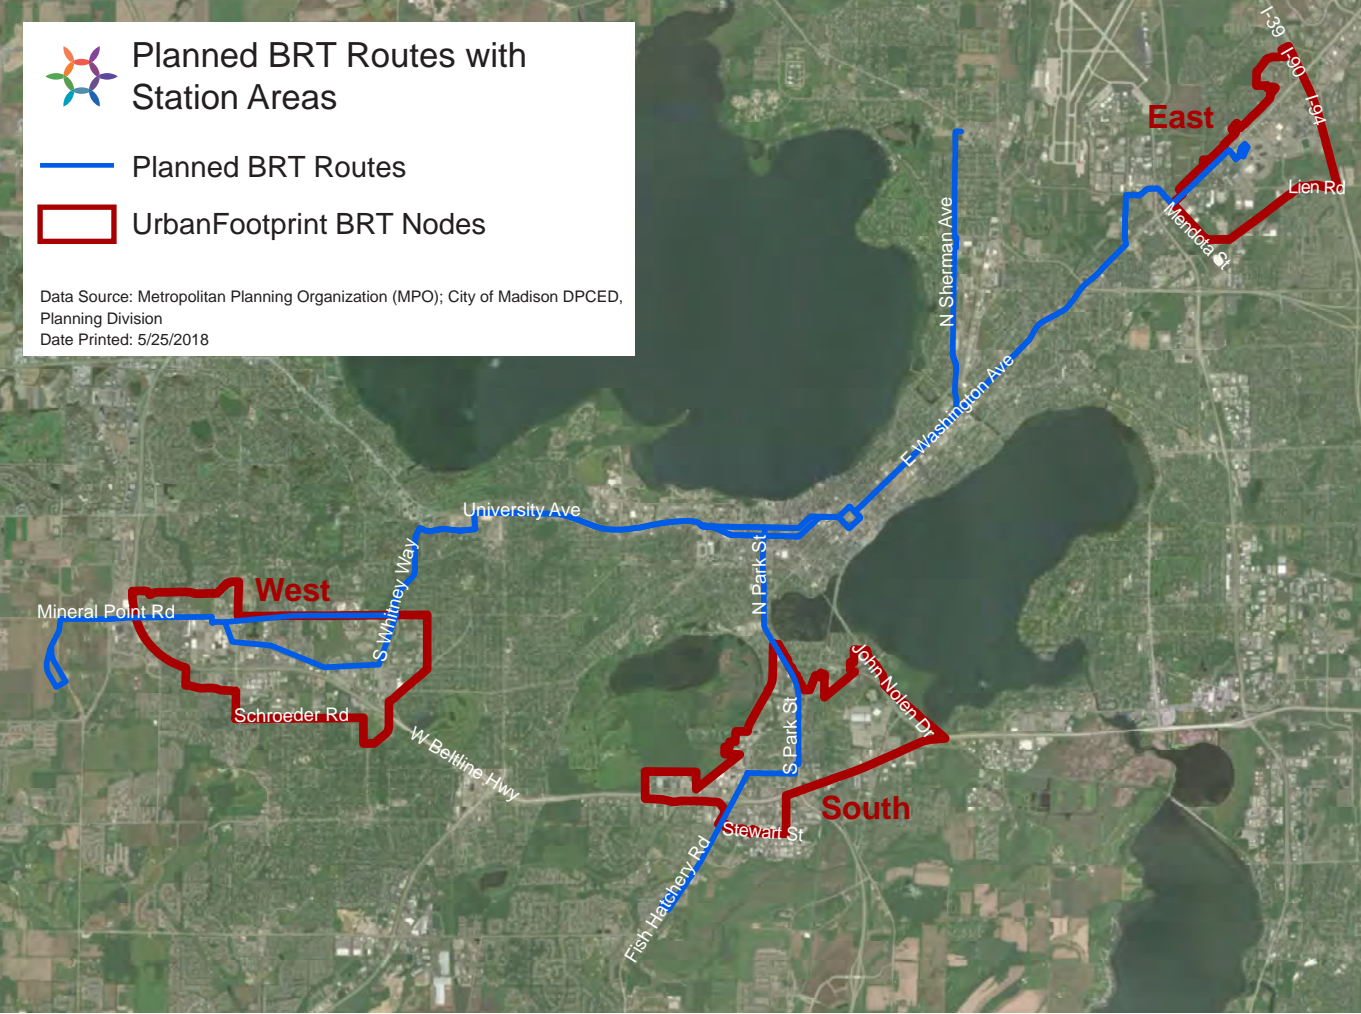 Planned BRT Routes with
Station Areas
Planned BRT Routes
UrbanFootprint BRT Nodes
Data Source: Metropolitan Planning Organization (MPO); City of Madison DPCED,
Planning Division
Date Printed: 5/25/2018
I-39
I-90
I-94
East
Lien Rd
Mendota St
N Sherman Ave
E Washington Ave
University Ave
S Whitney Way
N Park St
West
Mineral Point Rd
Schroeder Rd
W Beltline Hwy
John Nolen Dr
S Park St
South
Stewart St
Fish Hatchery Rd